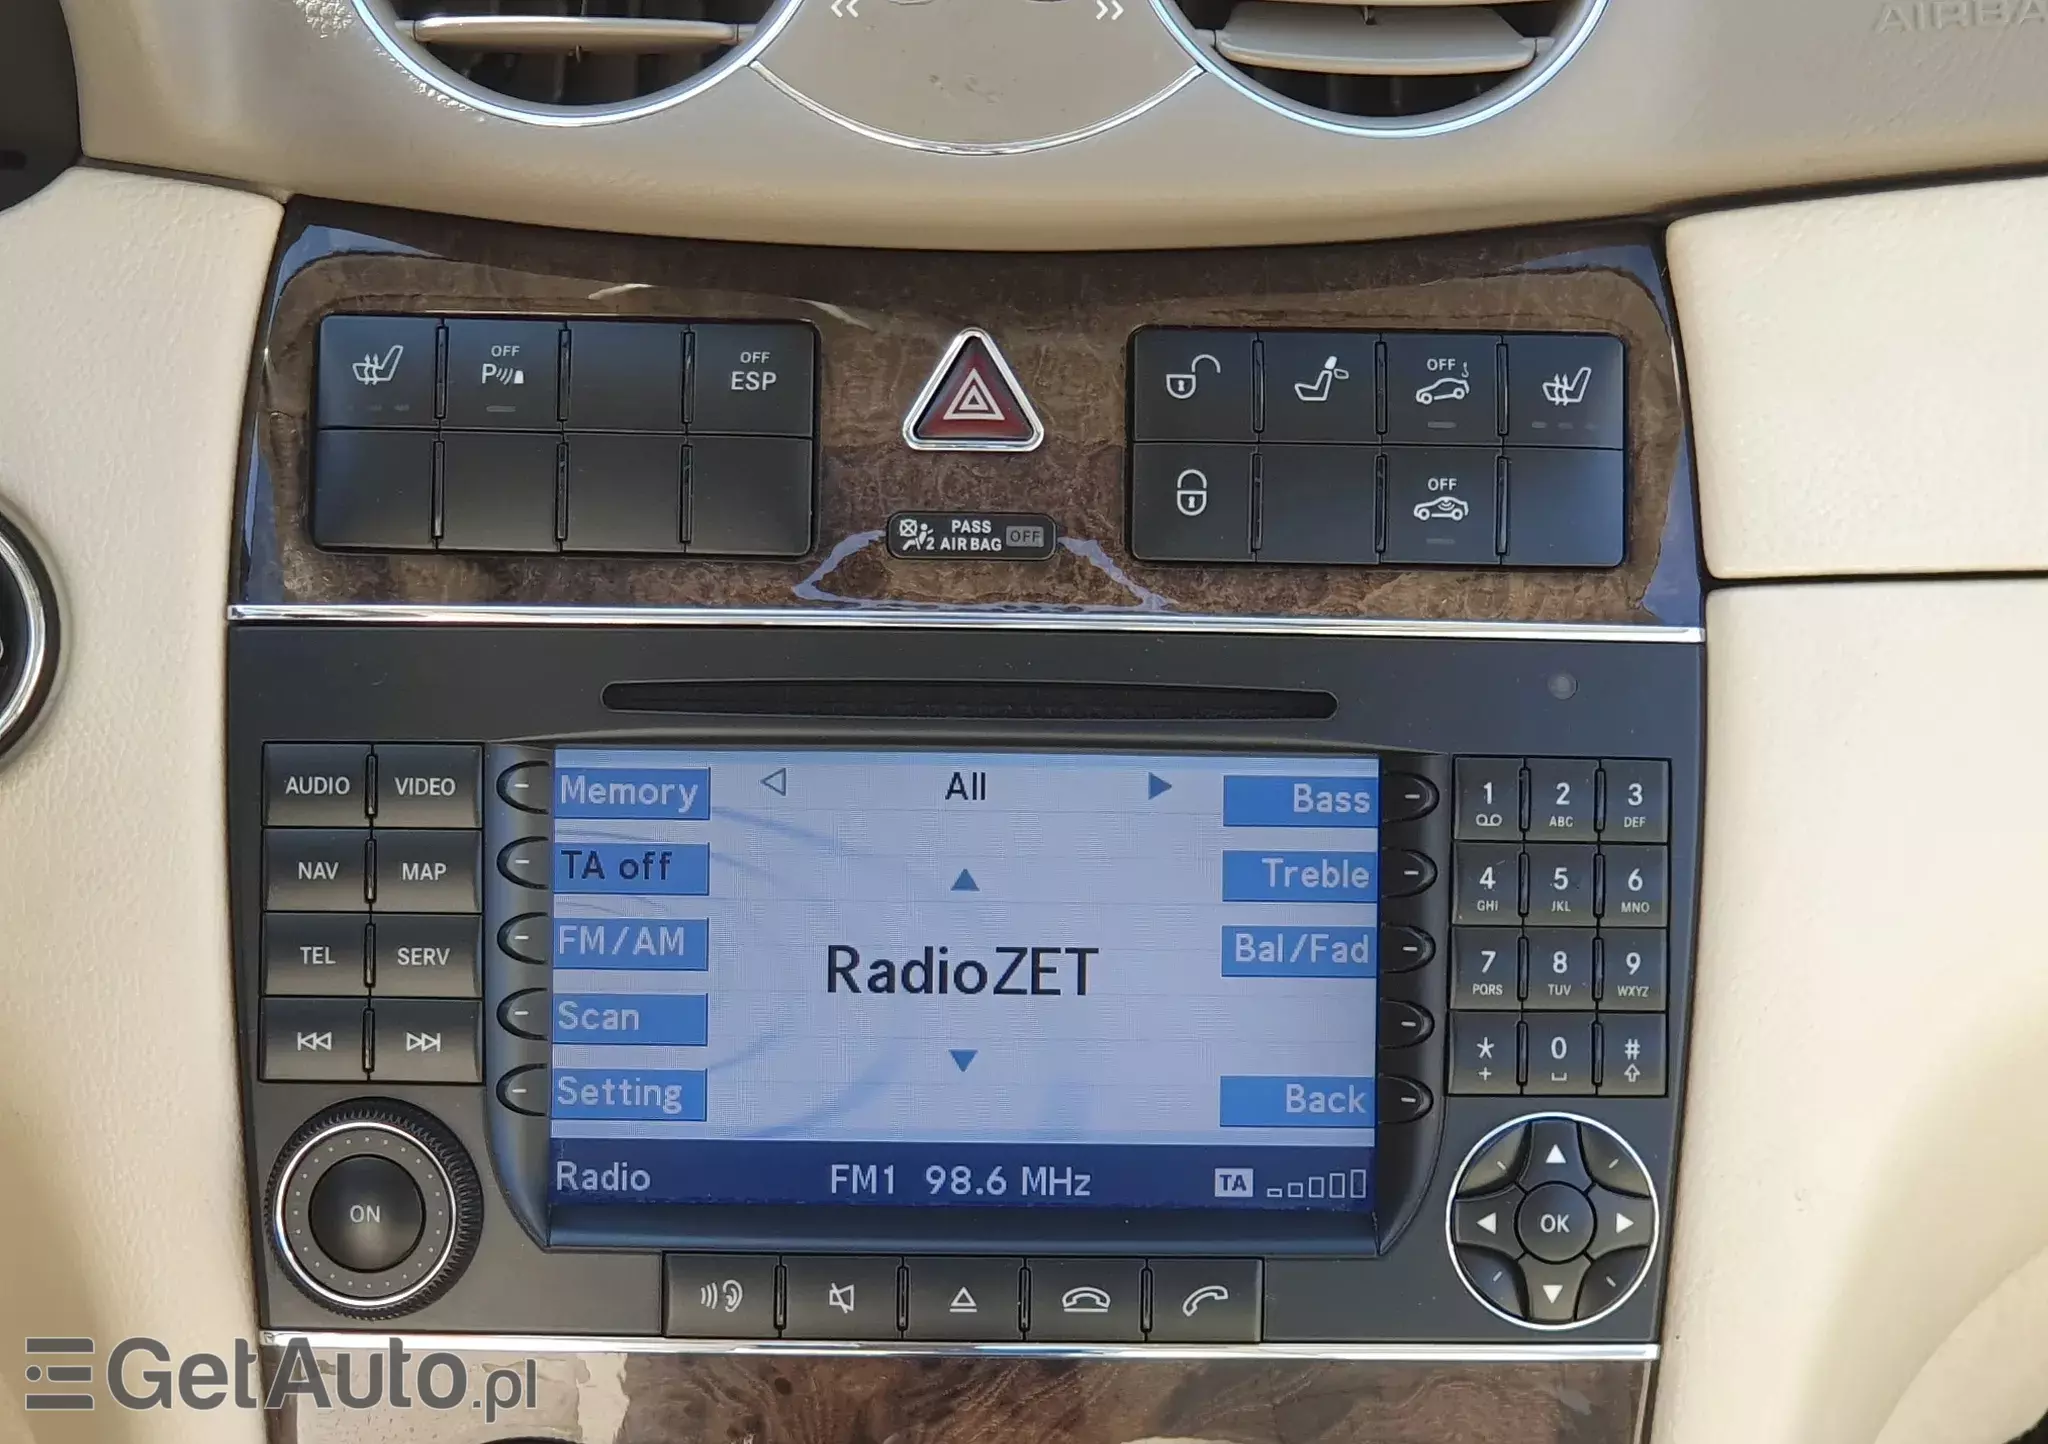 AIRBA
OFF
P
OFF
ESP
OFF
OFF
PASS
2 AIRBAG OFF
AUDIO VIDEO
NAV MAP
TEL SERV
ON
Memory
TA off
FM/AM
Scan
Setting
All
RadioZET
Bass
Treble
Bal/Fad
Back
Radio FM1 98.6 MHz TA
1 2 3
ABC DEF
4 5 6
GHI JKL MNO
7 8 9
PQRS TUV WXYZ
* 0 #
+
OK
GetAuto.pl